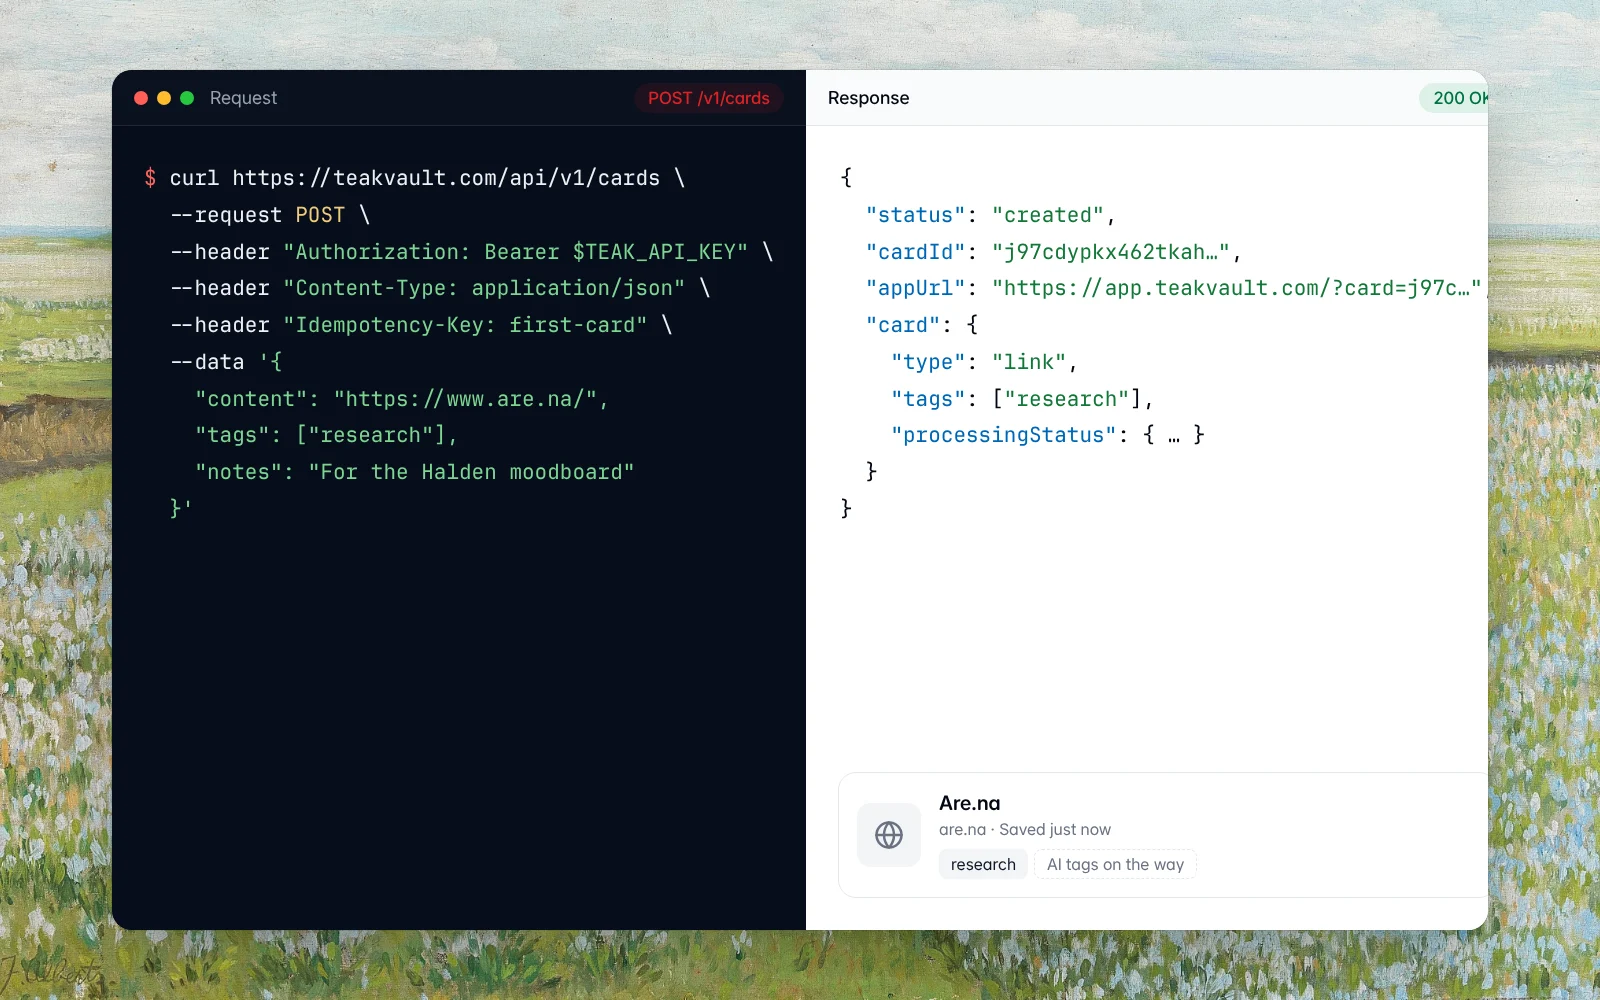 Request
POST /v1/cards
$ curl https://teakvault.com/api/v1/cards \
--request POST \
--header "Authorization: Bearer $TEAK_API_KEY" \
--header "Content-Type: application/json" \
--header "Idempotency-Key: first-card" \
--data '{
"content": "https://www.are.na/",
"tags": ["research"],
"notes": "For the Halden moodboard"
}'
Response
200 OK
{
"status": "created",
"cardId": "j97cdypkx462tkah…",
"appUrl": "https://app.teakvault.com/?card=j97c…",
"card": {
"type": "link",
"tags": ["research"],
"processingStatus": { … }
}
}
Are.na
are.na · Saved just now
research
AI tags on the way